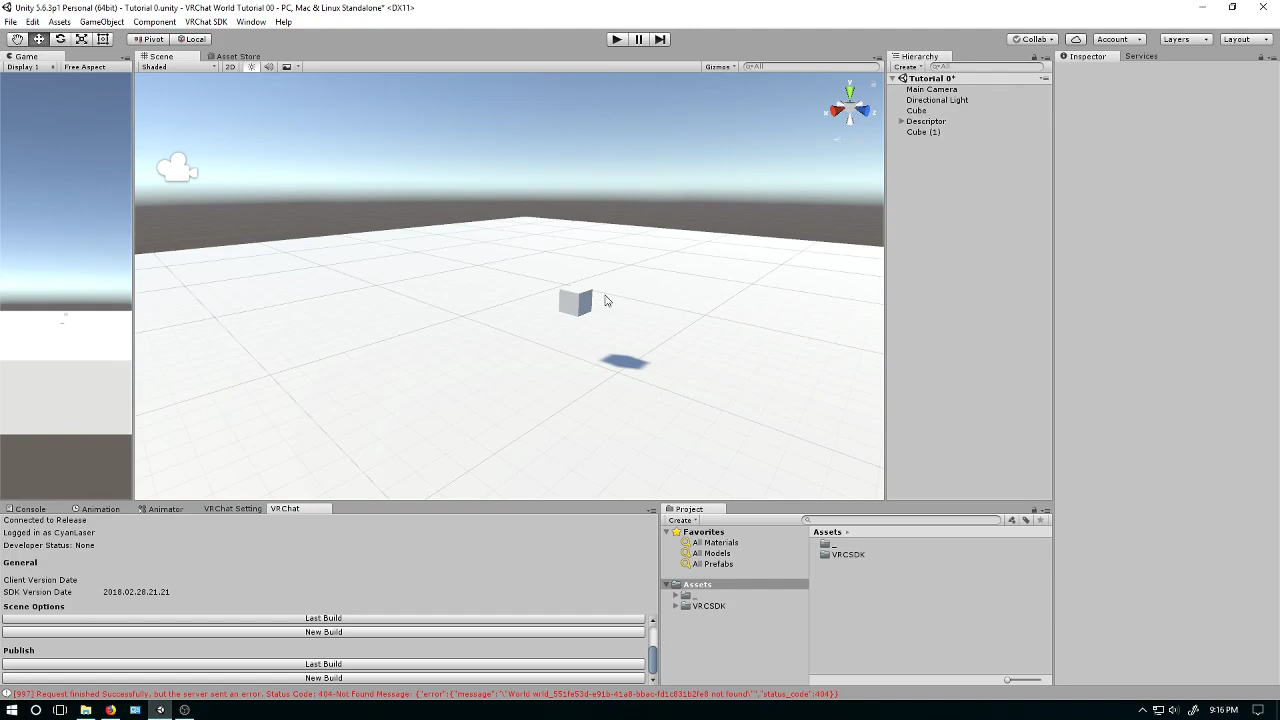 Unity 5.6.3p1 Personal (64bit) - Tutorial 0.unity - VRChat World Tutorial 00 - PC, Mac & Linux Standalone* <DX11>
File Edit Assets GameObject Component VRChat SDK Window Help
Pivot Local Collab Account Layers Layout
Game Scene Asset Store Hierarchy Inspector Services
Display 1 Free Aspect Shaded 2D Gizmos All Create All
Tutorial 0*
Main Camera
Directional Light
Cube
Descriptor
Cube (1)
y
x z
Console Animation Animator VRChat Setting VRChat
Connected to Release
Logged in as CyanLaser
Developer Status: None
General
Client Version Date
SDK Version Date 2018.02.28.21.21
Scene Options
Last Build
New Build
Publish
Last Build
New Build
Project
Create
Favorites
All Materials
All Models
All Prefabs
Assets
_
VRCSDK
Assets
_
VRCSDK
[997] Request finished Successfully, but the server sent an error. Status Code: 404-Not Found Message: {"error":{"message":"\"World wrld_551fe53d-e91b-41a8-bbac-fd1c831b2fe8 not found\"","status_code":404}}
9:16 PM